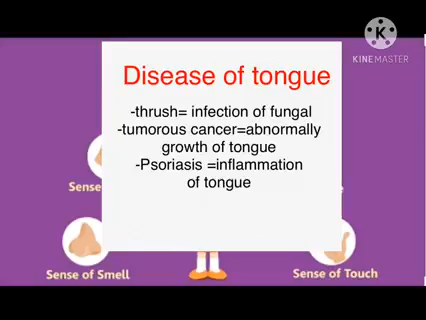 K
KINEMASTER
Disease of tongue
-thrush= infection of fungal
-tumorous cancer=abnormally
growth of tongue
-Psoriasis =inflammation
of tongue
Sense
Sense of Smell
Sense of Touch